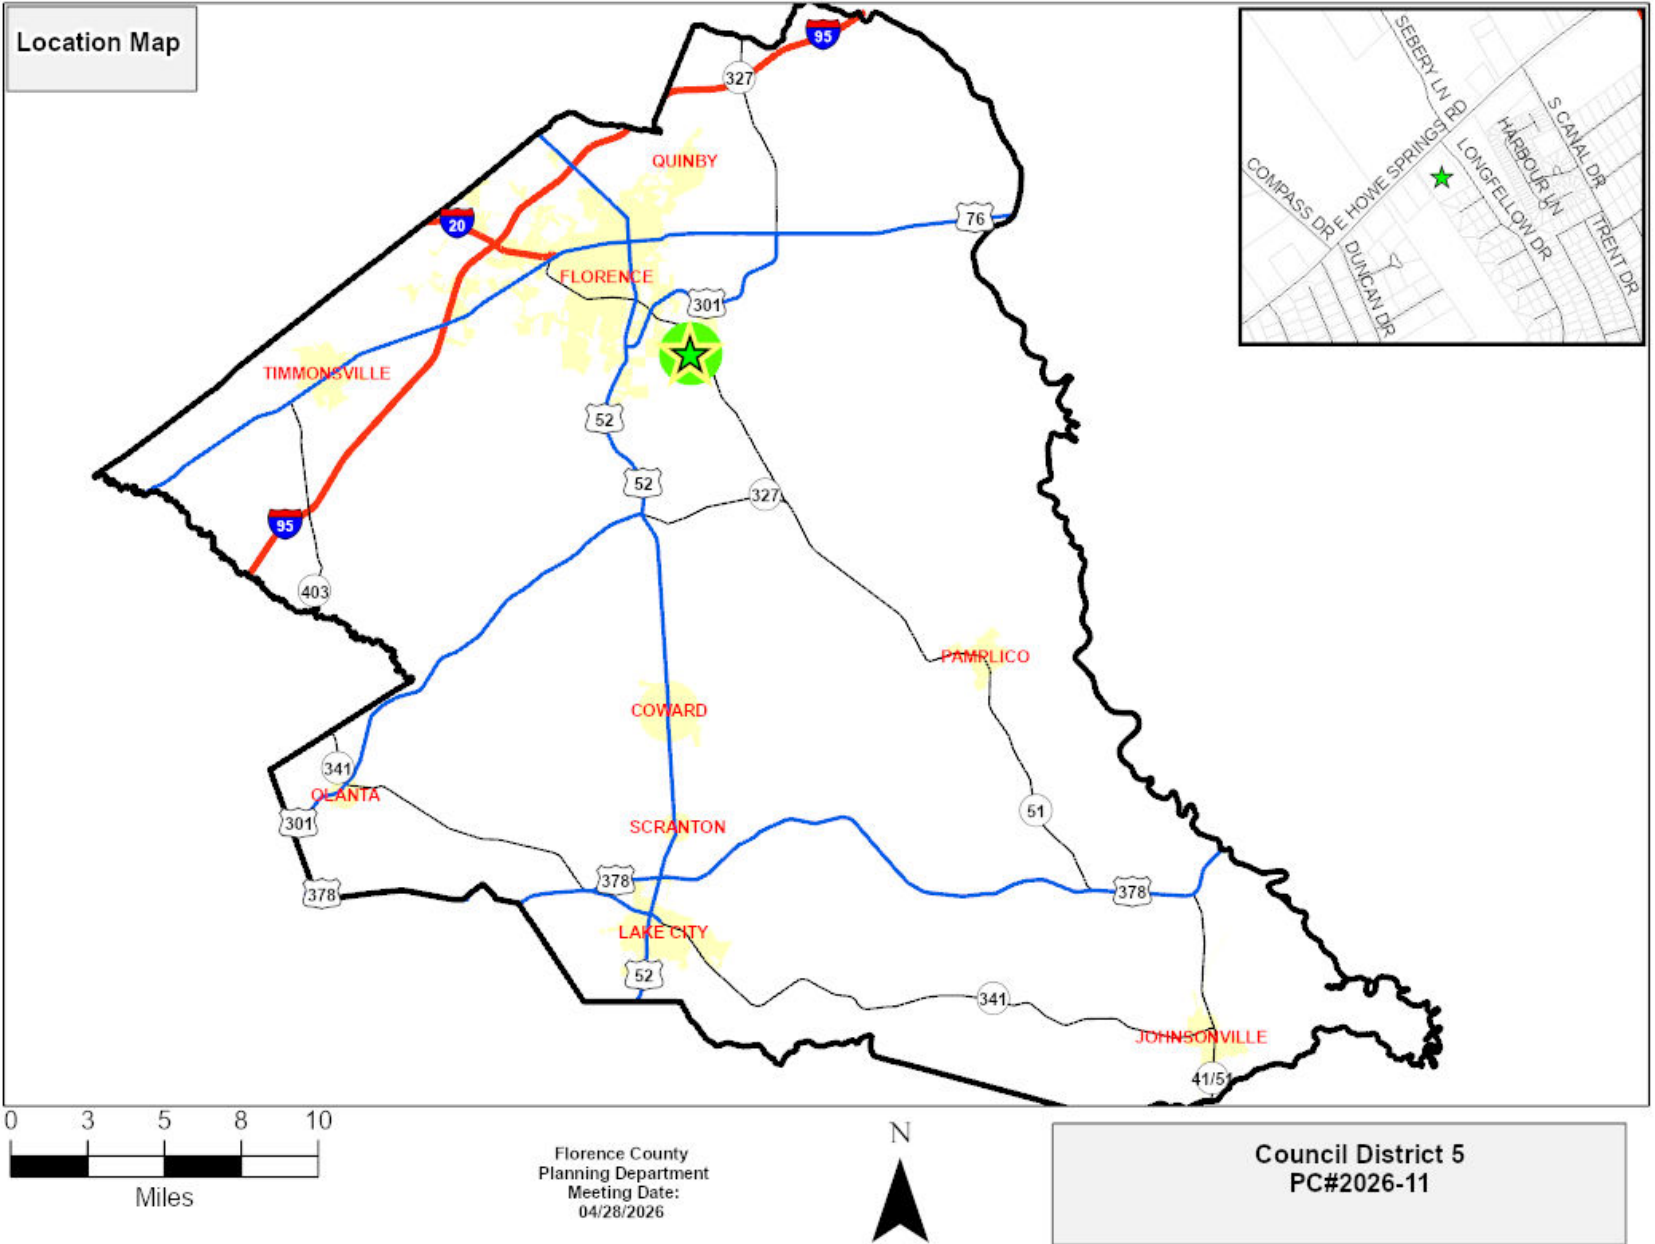 Location Map
95
327
QUINBY
20
76
FLORENCE
301
TIMMONSVILLE
52
52
327
95
403
PAMPLICO
COWARD
341
OLANTA
301
51
SCRANTON
378
378
378
LAKE CITY
52
341
JOHNSONVILLE
41/51
SEBERY LN
E HOWE SPRINGS RD
S CANAL DR
HARBOUR LN
LONGFELLOW DR
COMPASS DR
DUNCAN DR
TRENT DR
0 3 5 8 10
Miles
Florence County
Planning Department
Meeting Date:
04/28/2026
N
Council District 5
PC#2026-11